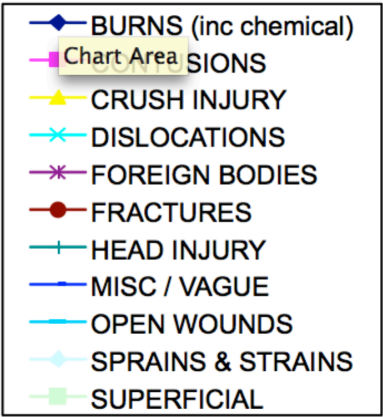 BURNS (inc chemical)
Chart Area
CONTUSIONS
CRUSH INJURY
DISLOCATIONS
FOREIGN BODIES
FRACTURES
HEAD INJURY
MISC / VAGUE
OPEN WOUNDS
SPRAINS & STRAINS
SUPERFICIAL